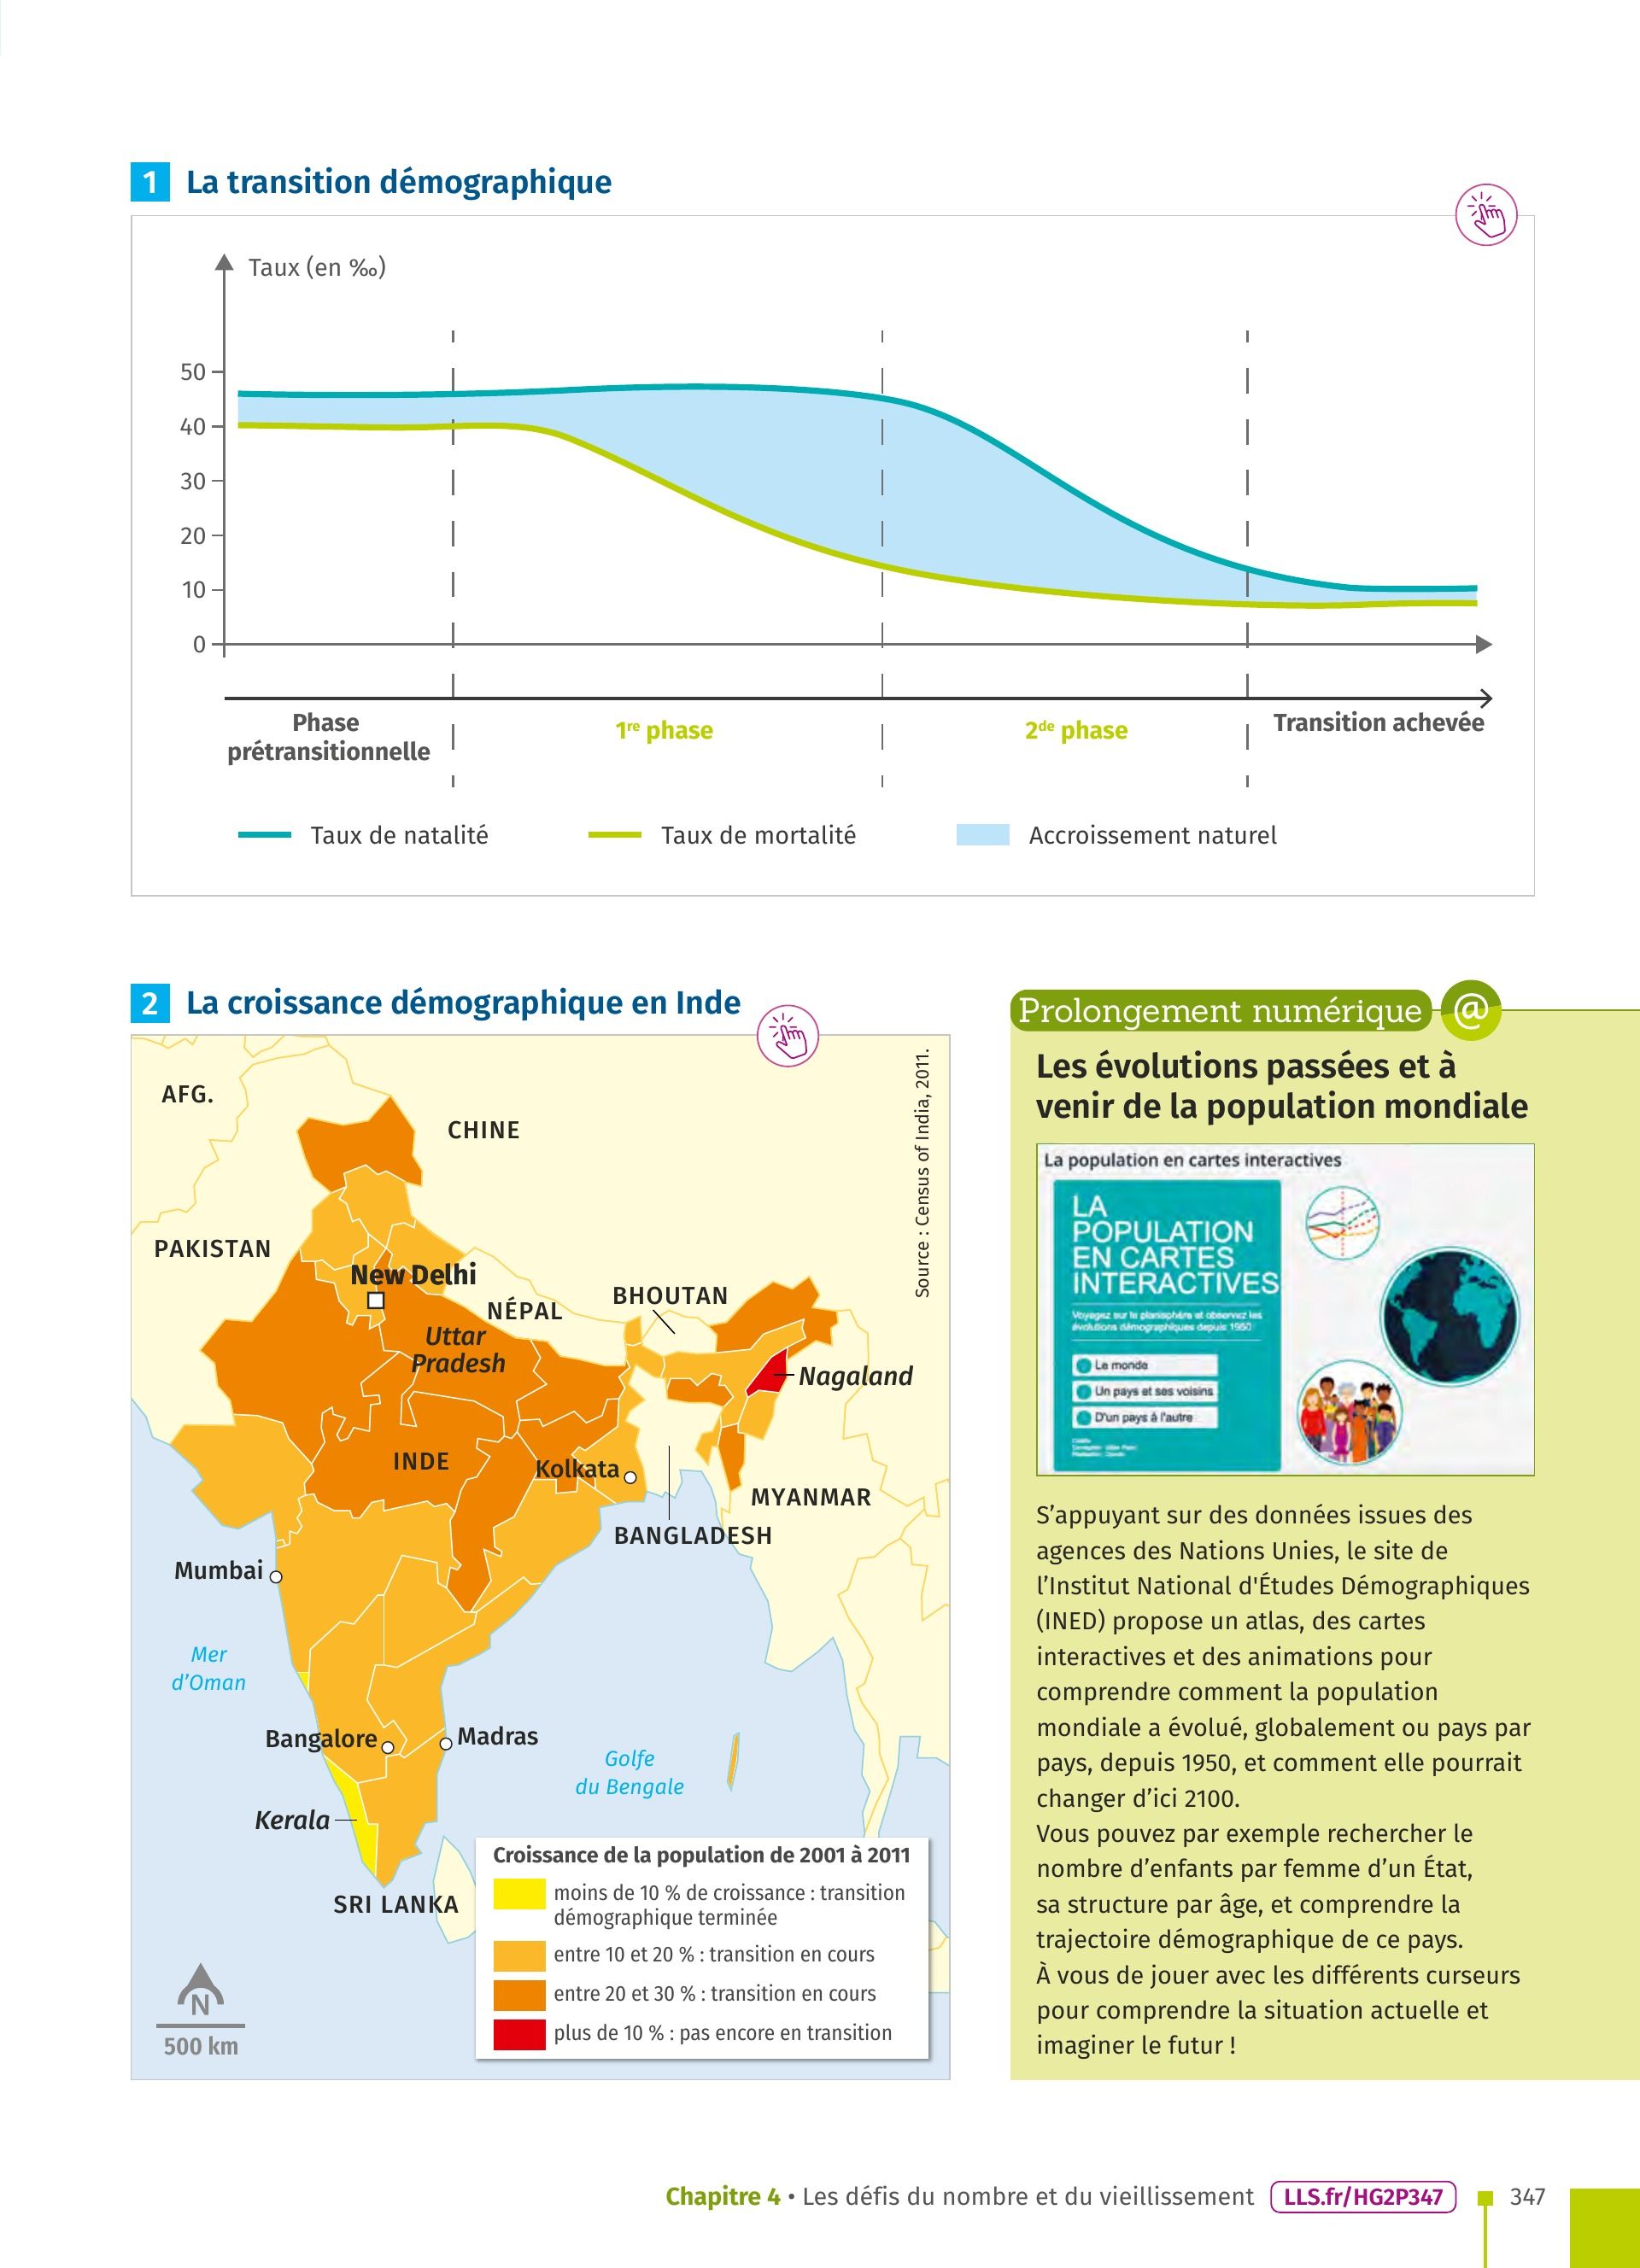 1 La transition démographique
Taux (en ‰)
50
40
30
20
10
0
Phase
prétransitionnelle
1re phase
2de phase
Transition achevée
Taux de natalité
Taux de mortalité
Accroissement naturel
2 La croissance démographique en Inde
AFG.
CHINE
PAKISTAN
New Delhi
NÉPAL
BHOUTAN
Uttar
Pradesh
Nagaland
INDE
Kolkata
MYANMAR
BANGLADESH
Mumbai
Mer
d’Oman
Bangalore
Madras
Golfe
du Bengale
Kerala
SRI LANKA
N
500 km
Source : Census of India, 2011.
Croissance de la population de 2001 à 2011
moins de 10 % de croissance : transition
démographique terminée
entre 10 et 20 % : transition en cours
entre 20 et 30 % : transition en cours
plus de 10 % : pas encore en transition
Prolongement numérique @
Les évolutions passées et à
venir de la population mondiale
La population en cartes interactives
LA
POPULATION
EN CARTES
INTERACTIVES
Voyagez sur le planisphère et observez les
évolutions démographiques depuis 1950
Le monde
Un pays et ses voisins
D'un pays à l'autre
S’appuyant sur des données issues des
agences des Nations Unies, le site de
l’Institut National d'Études Démographiques
(INED) propose un atlas, des cartes
interactives et des animations pour
comprendre comment la population
mondiale a évolué, globalement ou pays par
pays, depuis 1950, et comment elle pourrait
changer d’ici 2100.
Vous pouvez par exemple rechercher le
nombre d’enfants par femme d’un État,
sa structure par âge, et comprendre la
trajectoire démographique de ce pays.
À vous de jouer avec les différents curseurs
pour comprendre la situation actuelle et
imaginer le futur !
Chapitre 4 • Les défis du nombre et du vieillissement LLS.fr/HG2P347 347